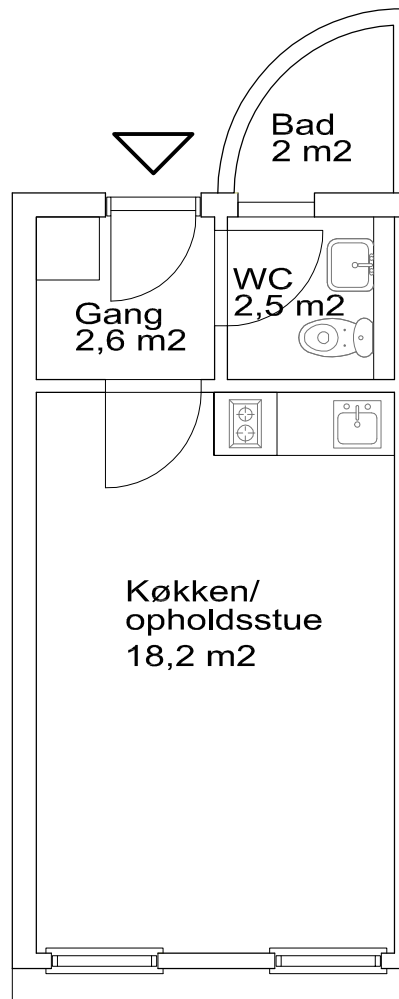 Bad
2 m2
WC
2,5 m2
Gang
2,6 m2
Køkken/
opholdsstue
18,2 m2